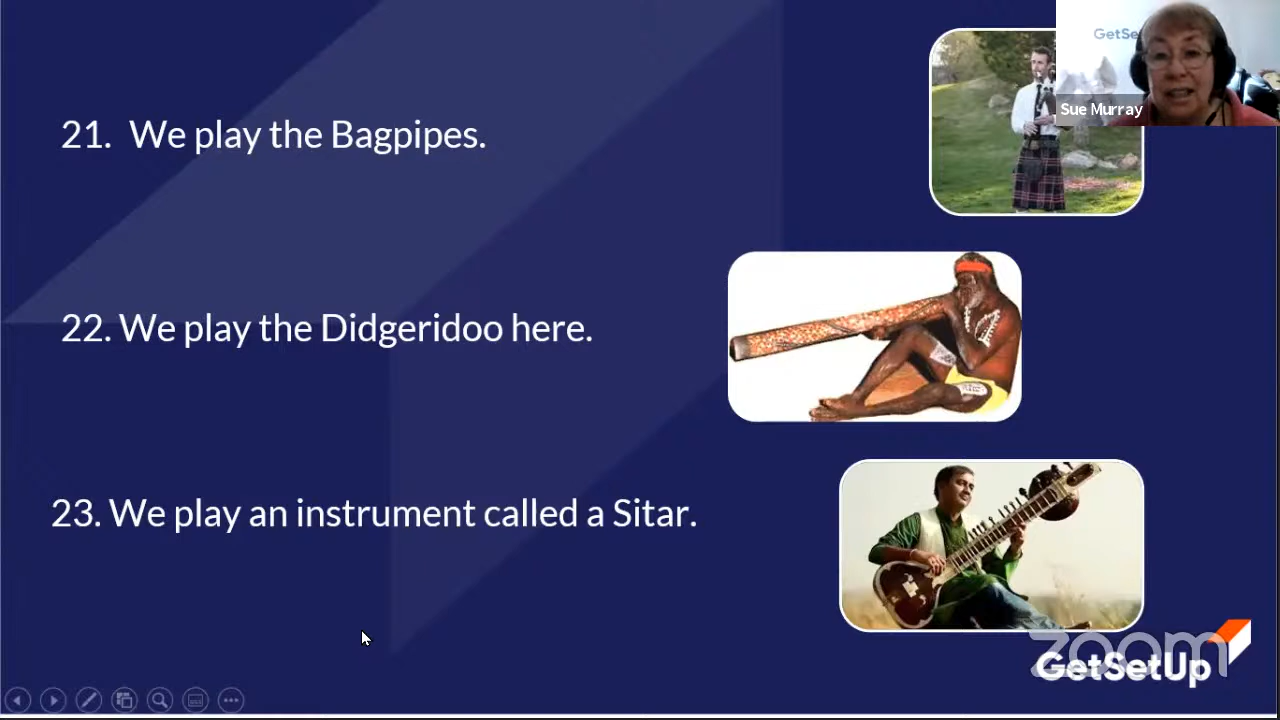 GetSe
Sue Murray
21. We play the Bagpipes.
22. We play the Didgeridoo here.
23. We play an instrument called a Sitar.
zoom
GetSetUp